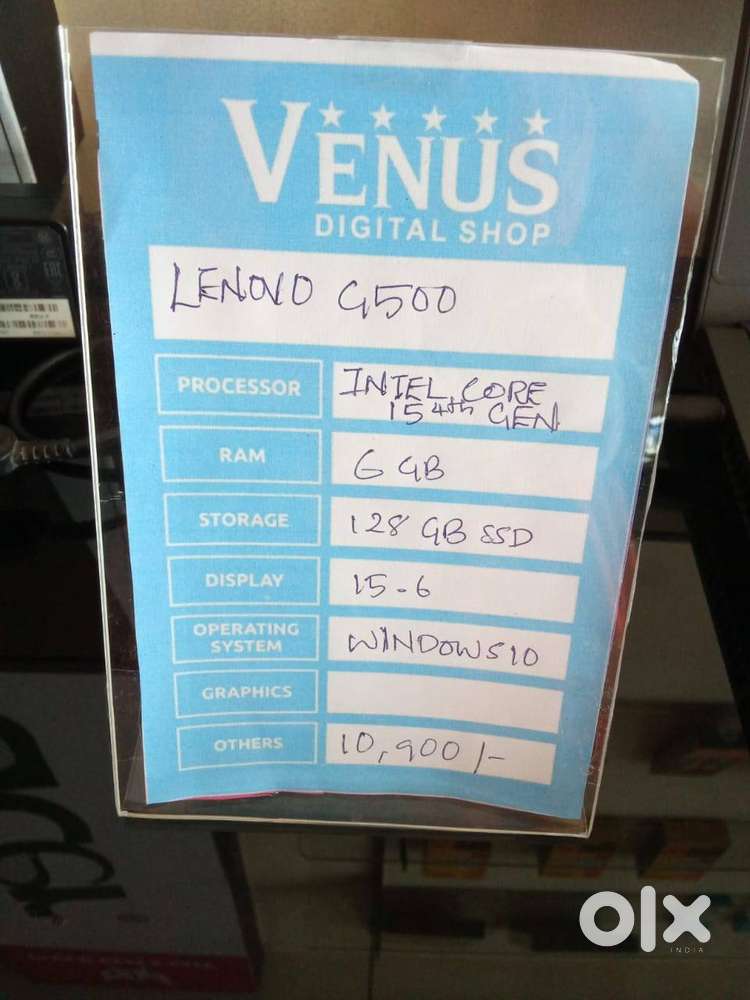 VENUS
DIGITAL SHOP
LENOVO G500
PROCESSOR
INTEL CORE
i5 4th GEN
RAM
6 GB
STORAGE
128 GB SSD
DISPLAY
15-6
OPERATING
SYSTEM
WINDOWS10
GRAPHICS
OTHERS
10,900/-
olx
INDIA